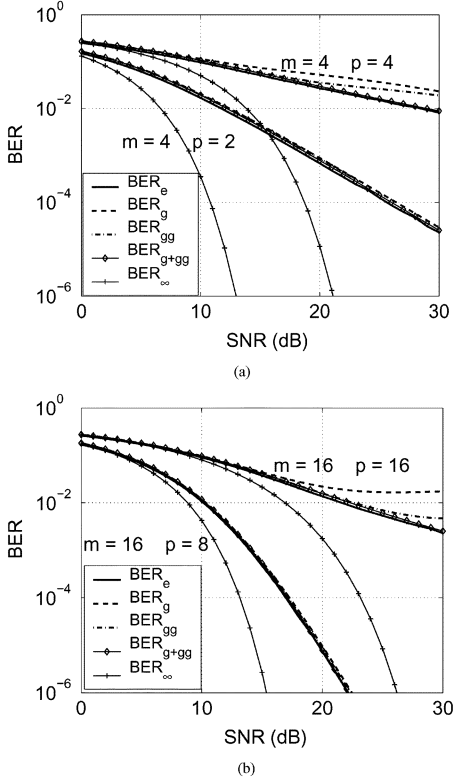 10^0
10^-2
10^-4
10^-6
BER
m = 4 p = 4
m = 4 p = 2
BER_e
BER_g
BER_gg
BER_g+gg
BER_∞
0 10 20 30
SNR (dB)
(a)
10^0
10^-2
10^-4
10^-6
BER
m = 16 p = 16
m = 16 p = 8
BER_e
BER_g
BER_gg
BER_g+gg
BER_∞
0 10 20 30
SNR (dB)
(b)